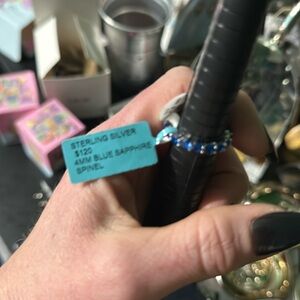 STERLING SILVER
$120
4MM BLUE SAPPHIRE
SPINEL